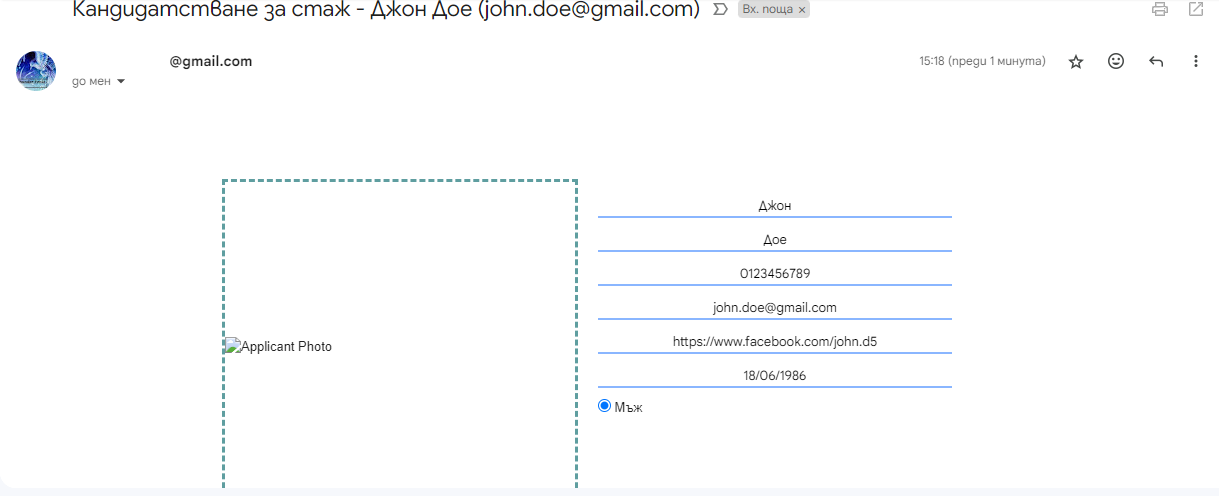 Кандидатстване за стаж - Джон Дое (john.doe@gmail.com) Вх. поща ×
@gmail.com 15:18 (преди 1 минута)
до мен
Джон
Дое
0123456789
john.doe@gmail.com
https://www.facebook.com/john.d5
18/06/1986
Applicant Photo
Мъж